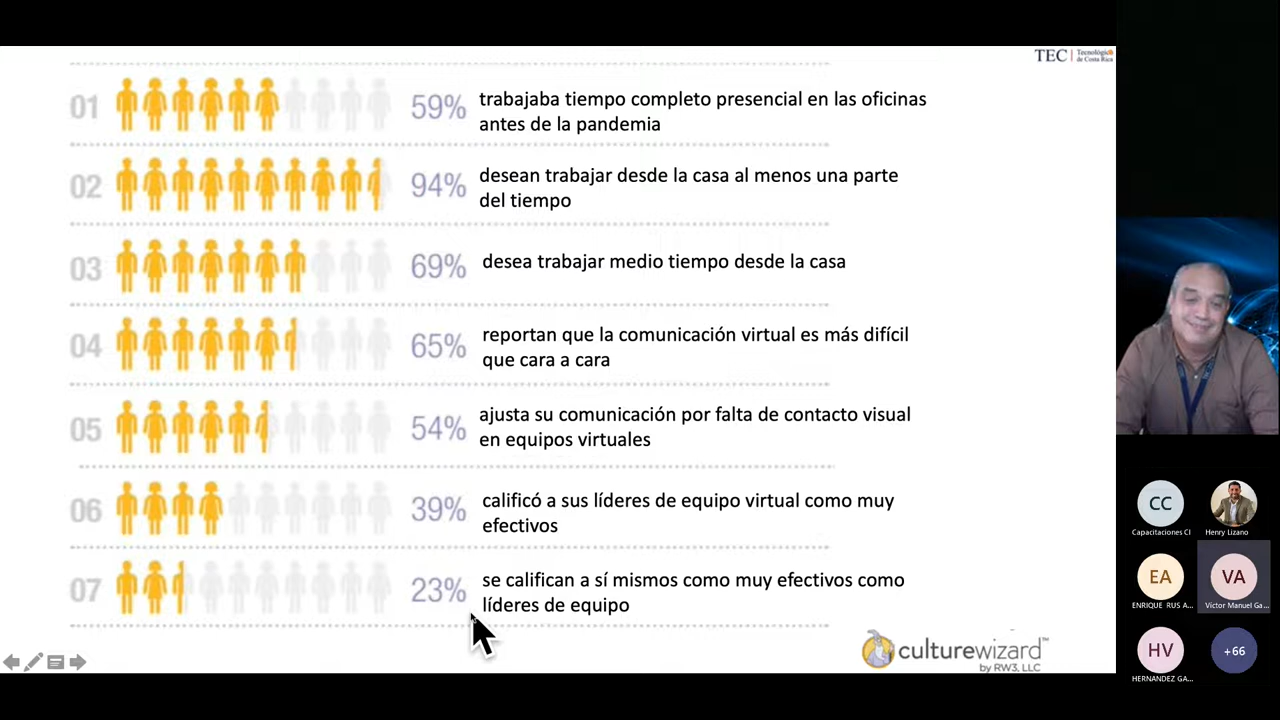 TEC | Tecnológico
de Costa Rica
01 59% trabajaba tiempo completo presencial en las oficinas
antes de la pandemia
02 94% desean trabajar desde la casa al menos una parte
del tiempo
03 69% desea trabajar medio tiempo desde la casa
04 65% reportan que la comunicación virtual es más difícil
que cara a cara
05 54% ajusta su comunicación por falta de contacto visual
en equipos virtuales
06 39% calificó a sus líderes de equipo virtual como muy
efectivos
07 23% se califican a sí mismos como muy efectivos como
líderes de equipo
culturewizard™
by RW3, LLC
CC
Capacitaciones CI
Henry Lizano
EA
ENRIQUE RUS A...
VA
Víctor Manuel Ga...
HV
HERNANDEZ GA...
+66